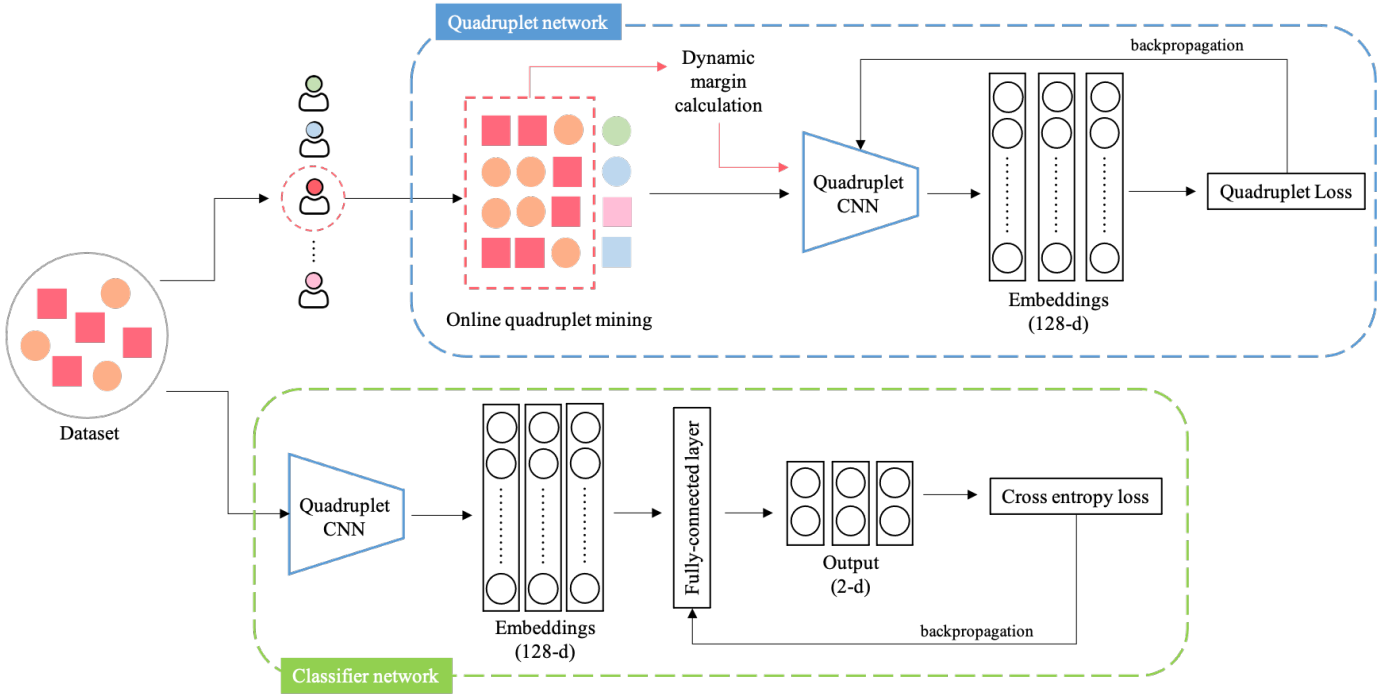 Quadruplet network
Dynamic
margin
calculation
backpropagation
Quadruplet
CNN
Quadruplet Loss
Embeddings
(128-d)
Online quadruplet mining
Dataset
Quadruplet
CNN
Embeddings
(128-d)
Fully-connected layer
Output
(2-d)
Cross entropy loss
backpropagation
Classifier network